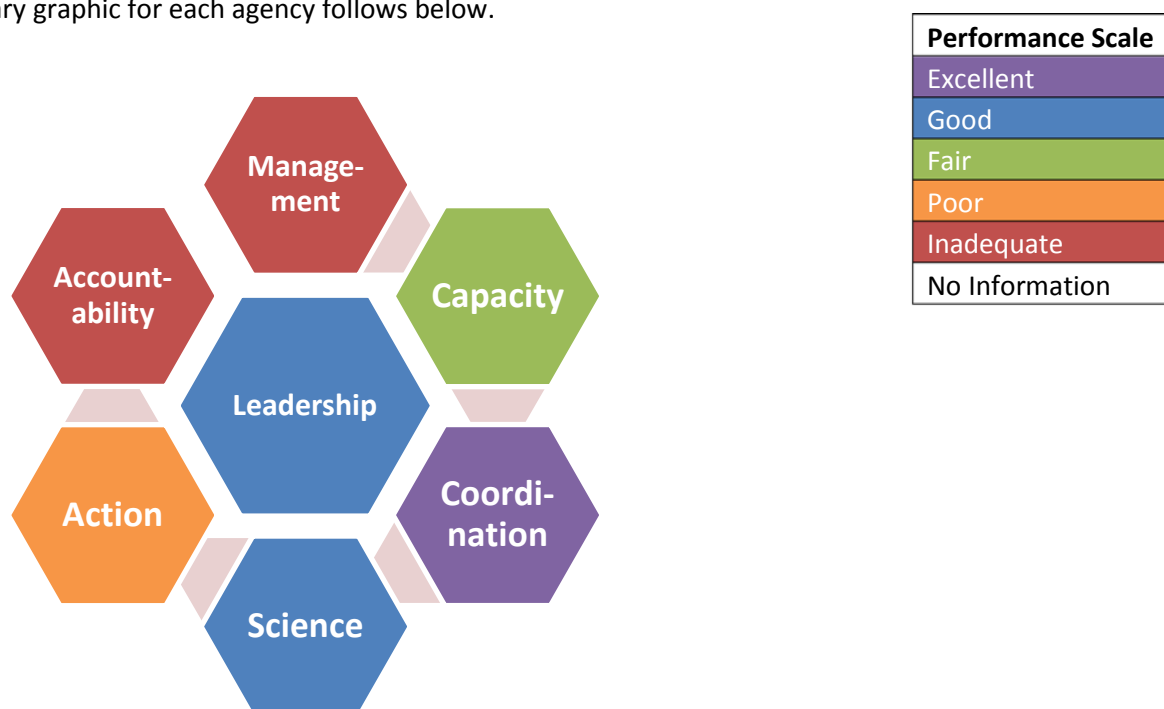 graphic for each agency follows below.
Performance Scale
Excellent
Good
Fair
Poor
Inadequate
No Information
Manage-
ment
Account-
ability
Capacity
Leadership
Action
Coordi-
nation
Science